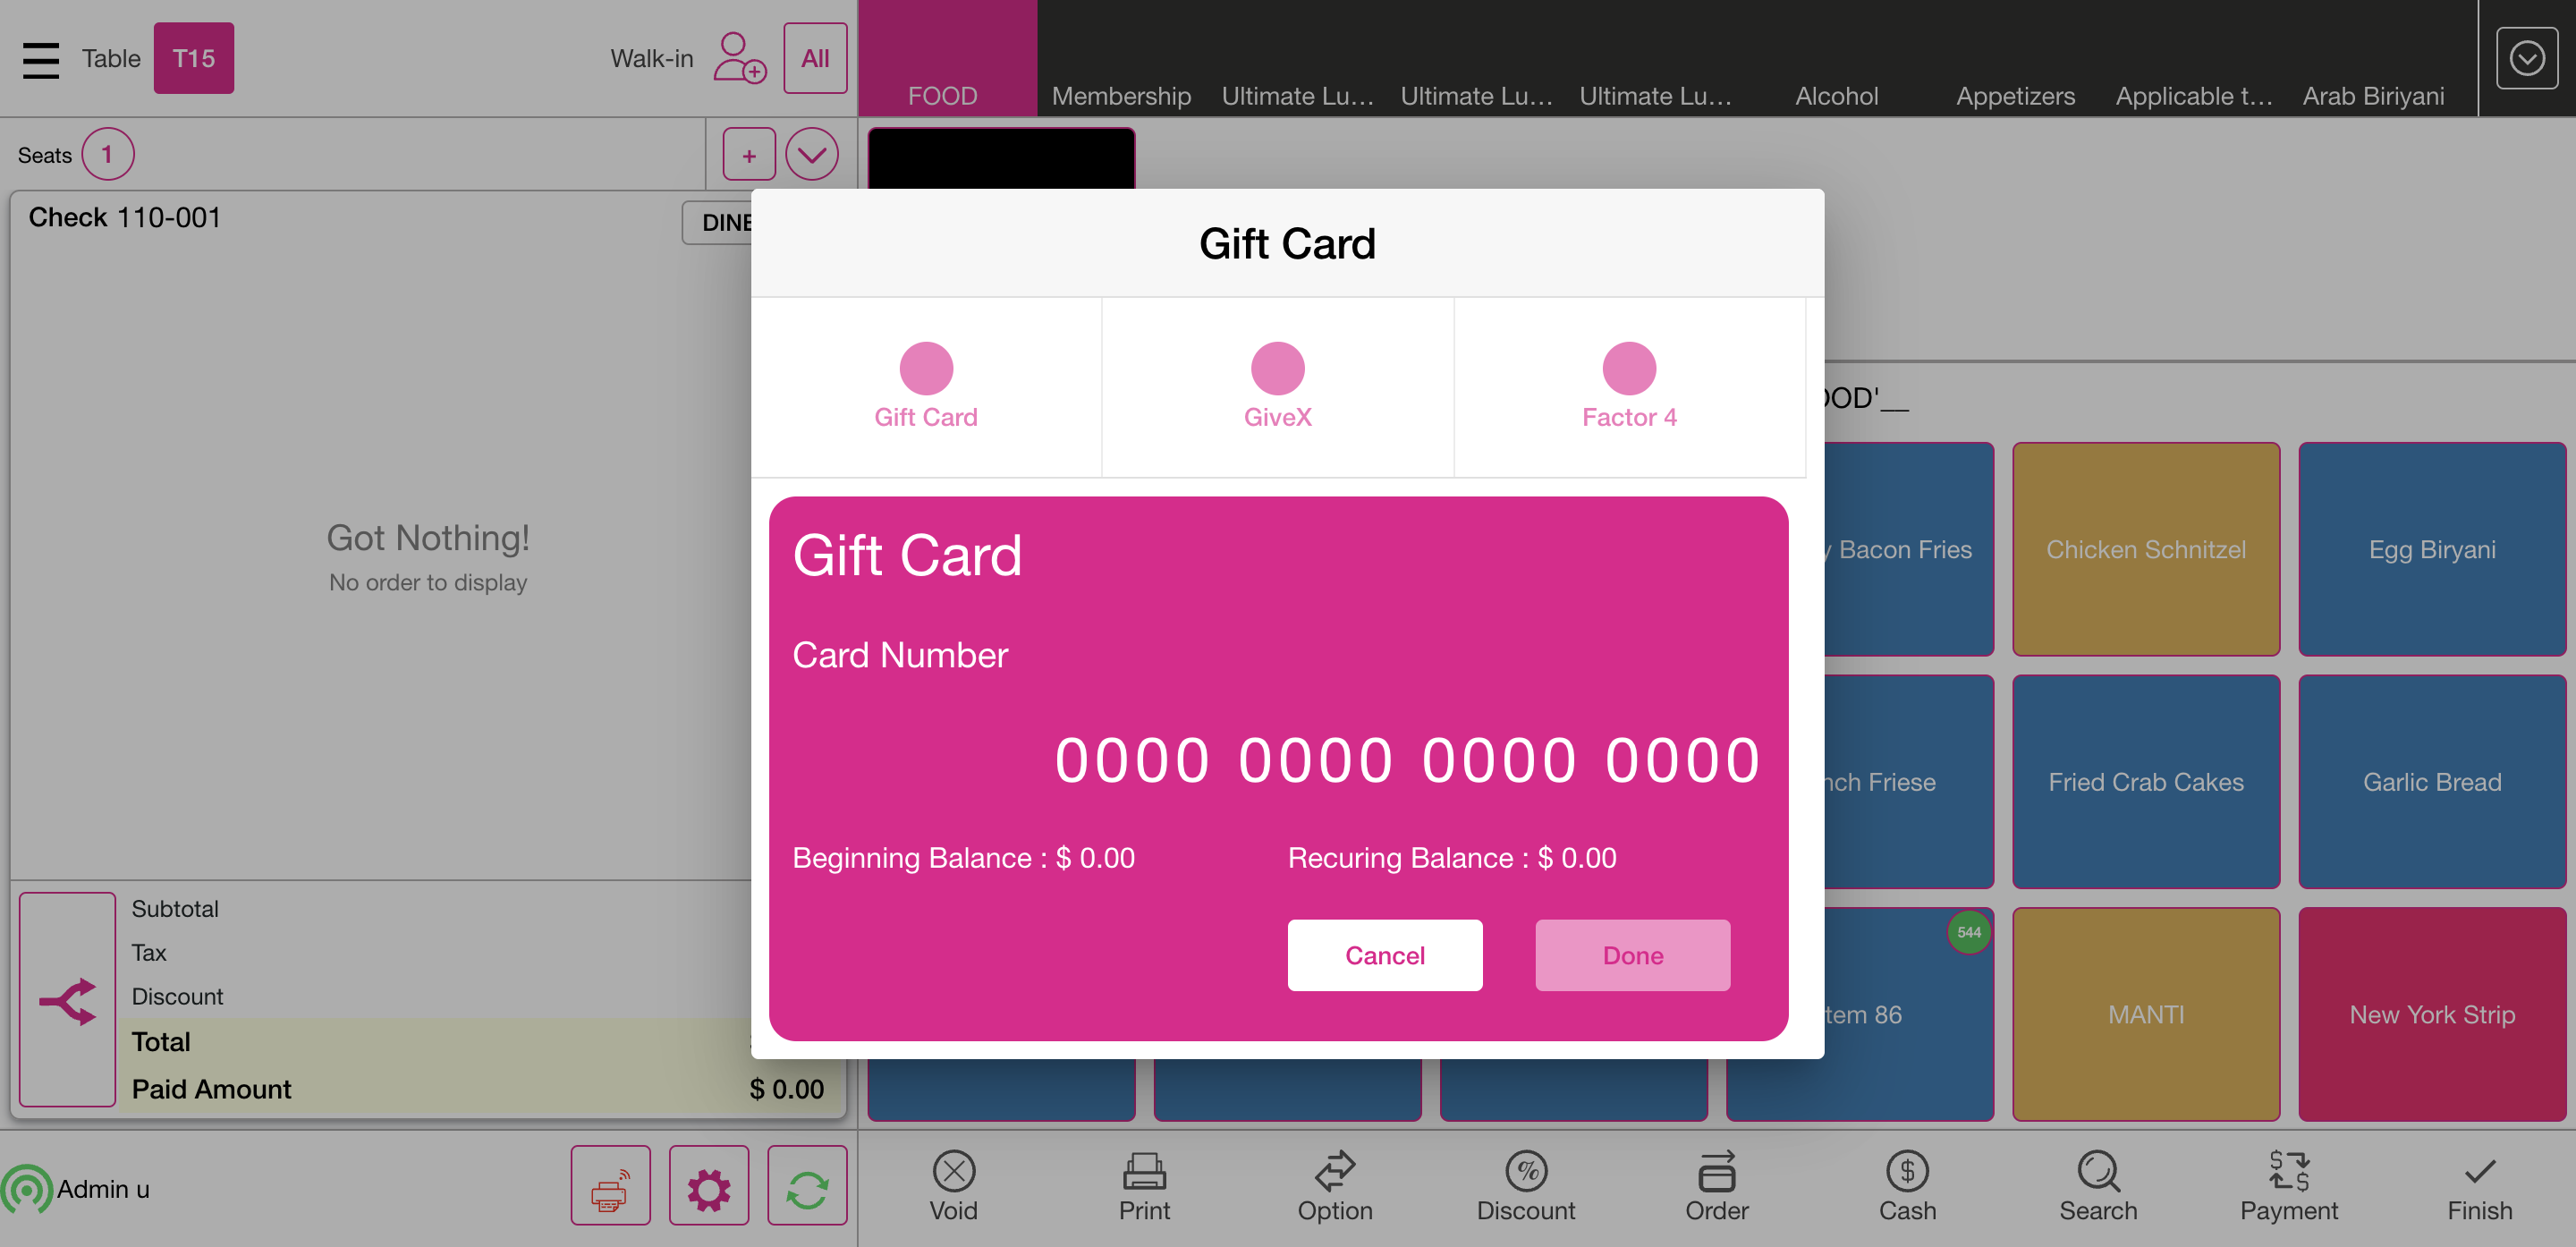 Table T15 Walk-in All
FOOD Membership Ultimate Lu... Ultimate Lu... Ultimate Lu... Alcohol Appetizers Applicable t... Arab Biriyani
Seats 1 +
Check 110-001 DINE
Got Nothing!
No order to display
Subtotal
Tax
Discount
Total
Paid Amount $ 0.00
Admin u
Gift Card
Gift Card GiveX Factor 4
Gift Card
Card Number
0000 0000 0000 0000
Beginning Balance : $ 0.00 Recuring Balance : $ 0.00
Cancel Done
OOD'__
Bacon Fries Chicken Schnitzel Egg Biryani
Friese Fried Crab Cakes Garlic Bread
544
tem 86 MANTI New York Strip
Void Print Option Discount Order Cash Search Payment Finish